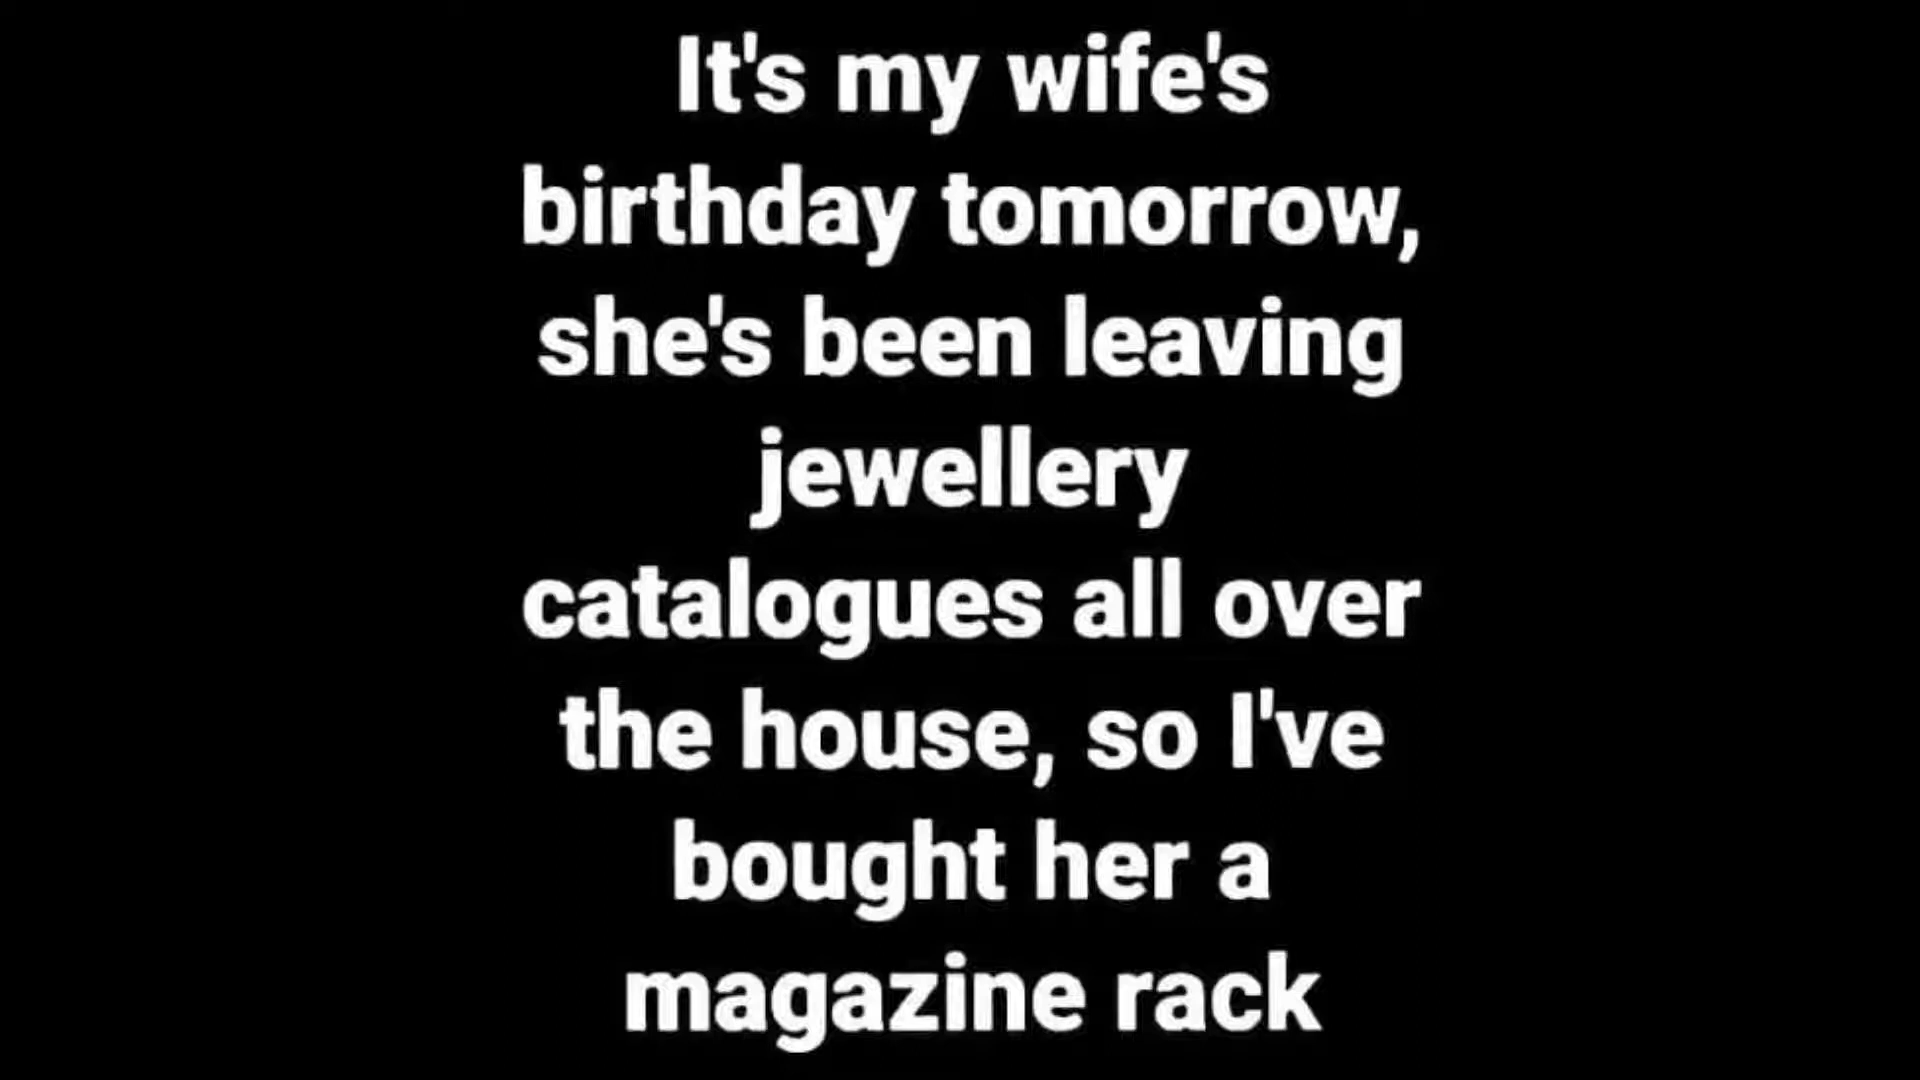 It's my wife's
birthday tomorrow,
she's been leaving
jewellery
catalogues all over
the house, so I've
bought her a
magazine rack